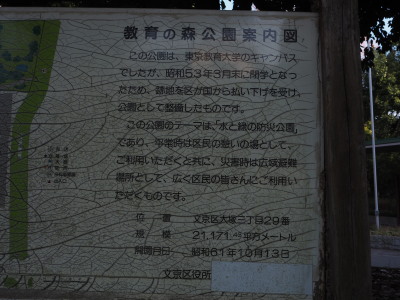 教育の森公園案内図
この公園は、東京教育大学のキャンパス
でしたが、昭和53年3月末に閉学となっ
たため、跡地を区が国から払い下げを受け
公園として整備したものです。
この公園のテーマは、「水と緑の防災公園」
であり、平常時は区民の憩いの場として、
ご利用いただくと共に、災害時は広域避難
場所として、広く区民の皆さんにご利用い
ただくものです。
位置 文京区大塚三丁目29番
規模 21,171 平方メートル
開園月日 昭和61年10月13日
文京区役所